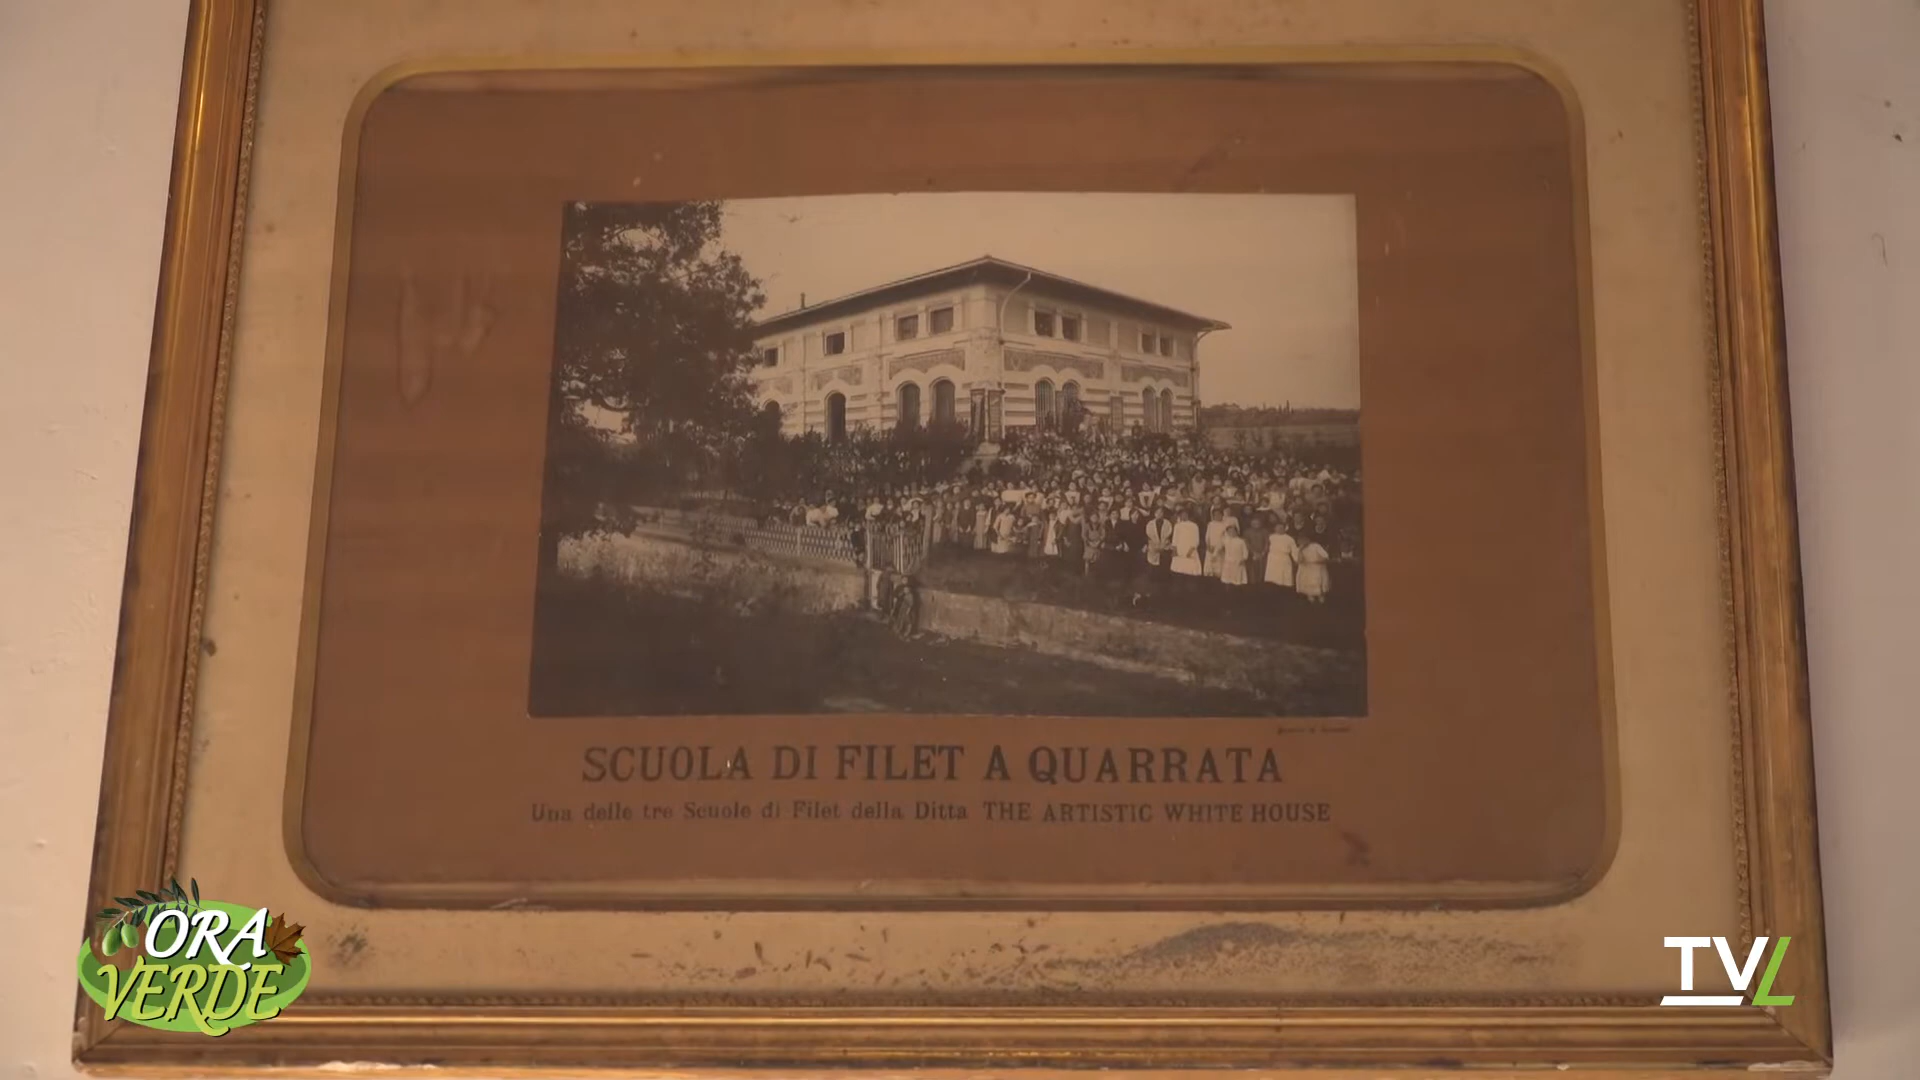 SCUOLA DI FILET A QUARRATA
Una delle tre Scuole di Filet della Ditta THE ARTISTIC WHITE HOUSE
ORA
VERDE
TVL